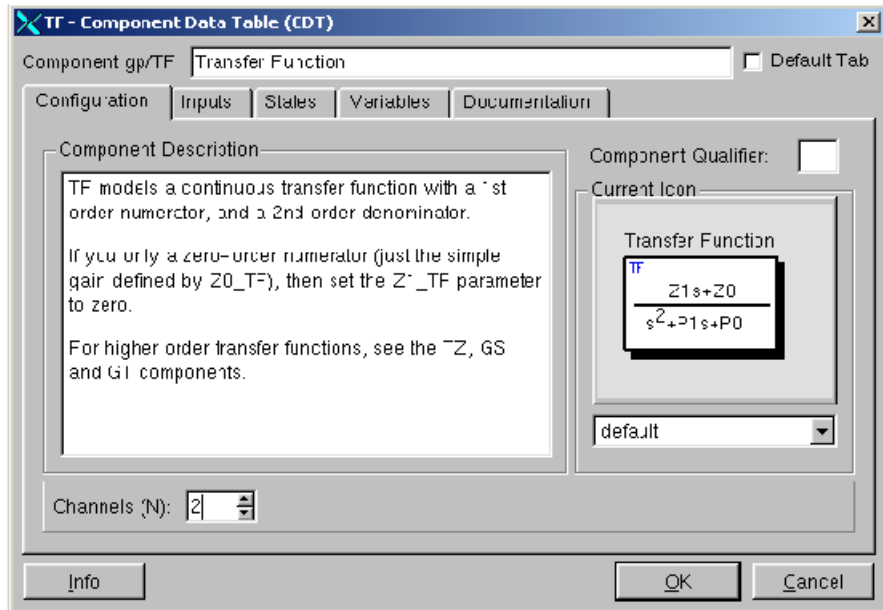 TF - Component Data Table (CDT)
Component gp/TF Transfer Function Default Tab
Configuration Inputs States Variables Documentation
Component Description
TF models a continuous transfer function with a 1st
order numerator, and a 2nd order denominator.
If you only a zero-order numerator (just the simple
gain defined by Z0_TF), then set the Z1_TF parameter
to zero.
For higher order transfer functions, see the TZ, GS
and GT components.
Component Qualifier:
Current Icon
Transfer Function
TF
Z1s+Z0
s²+P1s+P0
default
Channels (N): 2
Info OK Cancel